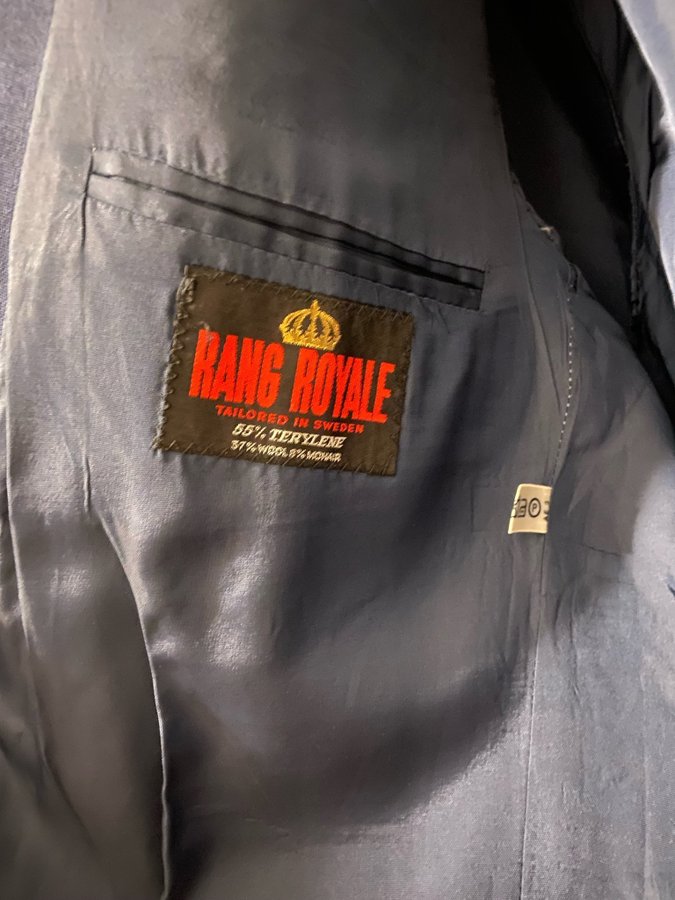 RANG ROYALE
TAILORED IN SWEDEN
55% TERYLENE
37% WOOL 8% MOHAIR
P